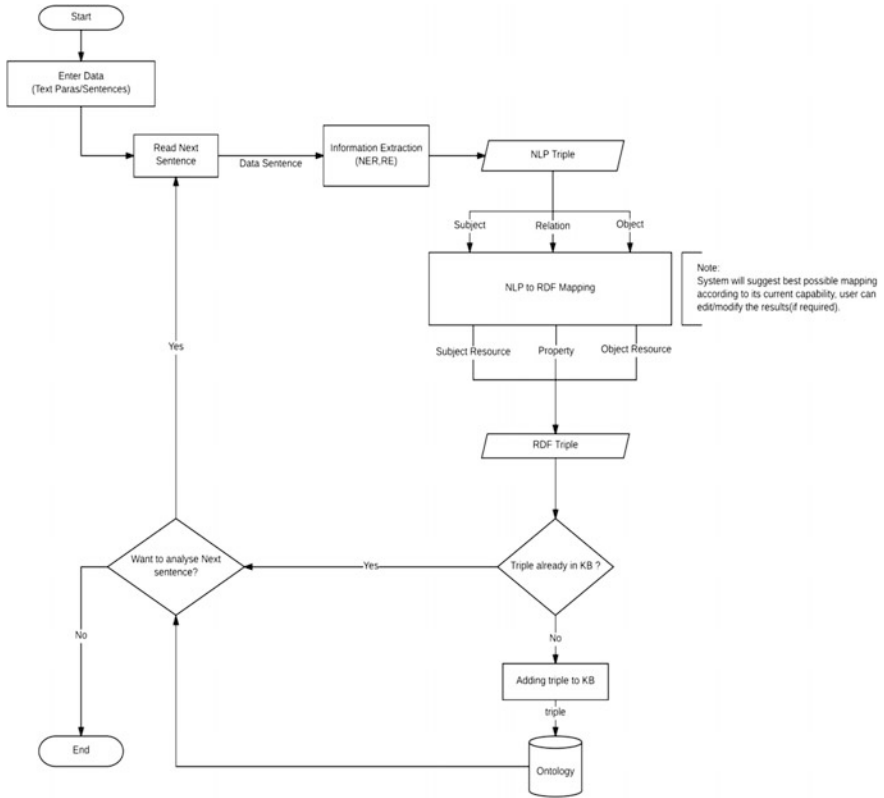 Start
Enter Data
(Text Paras/Sentences)
Read Next
Sentence
Data Sentence
Information Extraction
(NER,RE)
NLP Triple
Subject
Relation
Object
NLP to RDF Mapping
Note:
System will suggest best possible mapping
according to its current capability, user can
edit/modify the results(if required).
Subject Resource
Property
Object Resource
RDF Triple
Triple already in KB ?
Yes
Want to analyse Next
sentence?
Yes
No
No
Adding triple to KB
triple
Ontology
End